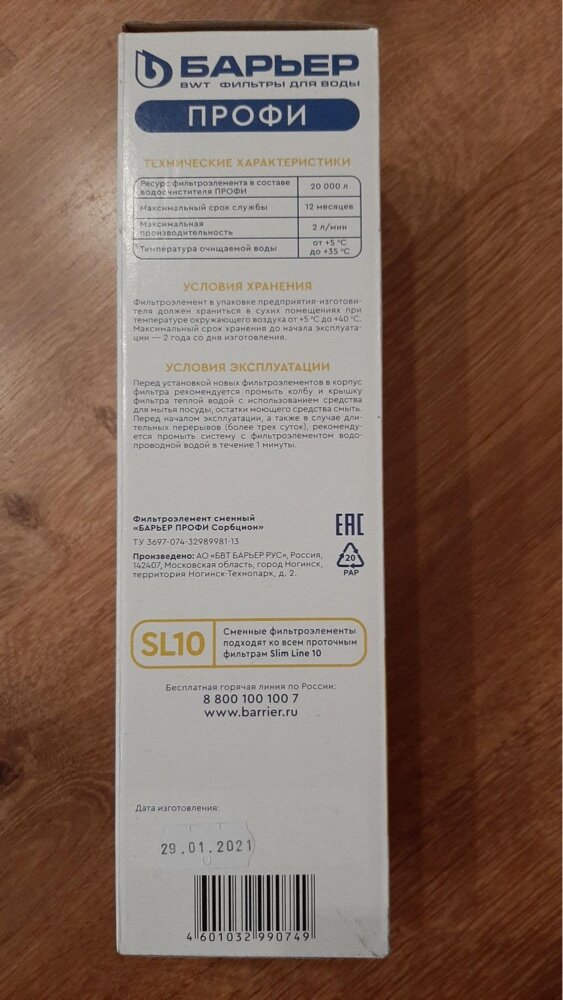 БАРЬЕР
BWT ФИЛЬТРЫ ДЛЯ ВОДЫ
ПРОФИ
ТЕХНИЧЕСКИЕ ХАРАКТЕРИСТИКИ
Ресурс фильтроэлемента в составе
водоочистителя ПРОФИ
20 000 л
Максимальный срок службы
12 месяцев
Максимальная
производительность
2 л/мин
Температура очищаемой воды
от +5 °С
до +35 °С
УСЛОВИЯ ХРАНЕНИЯ
Фильтроэлемент в упаковке предприятия-изготови-
теля должен храниться в сухих помещениях при
температуре окружающего воздуха от +5 °С до +40 °С.
Максимальный срок хранения до начала эксплуата-
ции — 2 года со дня изготовления.
УСЛОВИЯ ЭКСПЛУАТАЦИИ
Перед установкой новых фильтроэлементов в корпус
фильтра рекомендуется промыть колбу и крышку
фильтра теплой водой с использованием средства
для мытья посуды, остатки моющего средства смыть.
Перед началом эксплуатации, а также в случае дли-
тельных перерывов (более трех суток), рекоменду-
ется промыть систему с фильтроэлементом водо-
проводной водой в течение 1 минуты.
Фильтроэлемент сменный
«БАРЬЕР ПРОФИ Сорбцион»
ТУ 3697-074-32989981-13
Произведено: АО «БВТ БАРЬЕР РУС», Россия,
142407, Московская область, город Ногинск,
территория Ногинск-Технопарк, д. 2.
EAC
20
PAP
SL10
Сменные фильтроэлементы
подходят ко всем проточным
фильтрам Slim Line 10
Бесплатная горячая линия по России:
8 800 100 100 7
www.barrier.ru
Дата изготовления:
29.01.2021
4 601032 990749